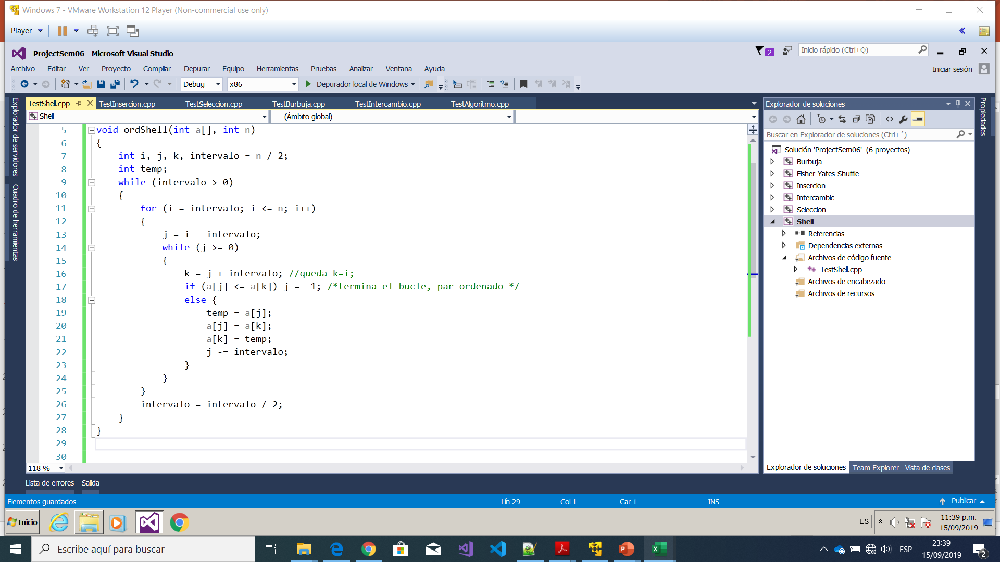 Windows 7 - VMware Workstation 12 Player (Non-commercial use only)
Player
ProjectSem06 - Microsoft Visual Studio
2
Inicio rápido (Ctrl+Q)
Archivo Editar Ver Proyecto Compilar Depurar Equipo Herramientas Pruebas Analizar Ventana Ayuda
Iniciar sesión
Debug x86 Depurador local de Windows
Explorador de servidores
Cuadro de herramientas
TestShell.cpp TestInsercion.cpp TestSeleccion.cpp TestBurbuja.cpp TestIntercambio.cpp TestAlgoritmo.cpp
Shell (Ámbito global)
5 void ordShell(int a[], int n)
6 {
7 int i, j, k, intervalo = n / 2;
8 int temp;
9 while (intervalo > 0)
10 {
11 for (i = intervalo; i <= n; i++)
12 {
13 j = i - intervalo;
14 while (j >= 0)
15 {
16 k = j + intervalo; //queda k=i;
17 if (a[j] <= a[k]) j = -1; /*termina el bucle, par ordenado */
18 else {
19 temp = a[j];
20 a[j] = a[k];
21 a[k] = temp;
22 j -= intervalo;
23 }
24 }
25 }
26 intervalo = intervalo / 2;
27 }
28 }
29
30
118 %
Explorador de soluciones
Buscar en Explorador de soluciones (Ctrl+´)
Solución 'ProjectSem06' (6 proyectos)
Burbuja
Fisher-Yates-Shuffle
Insercion
Intercambio
Seleccion
Shell
Referencias
Dependencias externas
Archivos de código fuente
TestShell.cpp
Archivos de encabezado
Archivos de recursos
Explorador de soluciones Team Explorer Vista de clases
Propiedades
Lista de errores Salida
Elementos guardados Lín 29 Col 1 Car 1 INS Publicar
Inicio
ES
11:39 p.m.
15/09/2019
Escribe aquí para buscar
ESP
23:39
15/09/2019
2